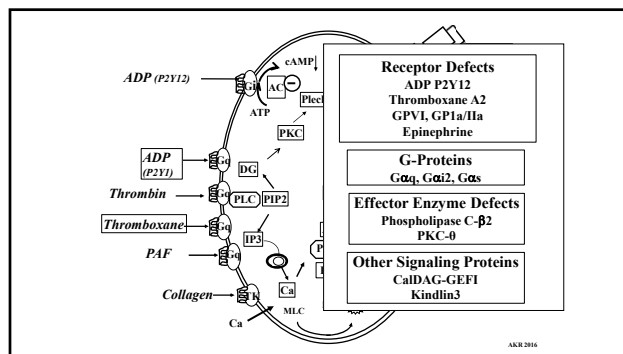 cAMP↓
ADP (P2Y12)
Gi
AC
ATP
PKC
ADP
(P2Y1)
Gq
DG
Thrombin
Gq
PLC
PIP2
Thromboxane
Gq
IP3
PAF
Gq
Ca
Collagen
TK
Ca
MLC
Receptor Defects
ADP P2Y12
Thromboxane A2
GPVI, GP1a/IIa
Epinephrine
G-Proteins
Gαq, Gαi2, Gαs
Effector Enzyme Defects
Phospholipase C-β2
PKC-θ
Other Signaling Proteins
CalDAG-GEFI
Kindlin3
AKR 2016